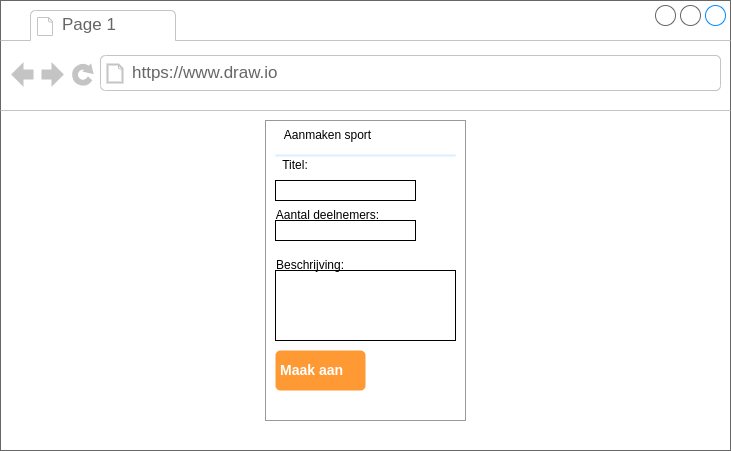 Page 1
https://www.draw.io
Aanmaken sport
Titel:
Aantal deelnemers:
Beschrijving:
Maak aan